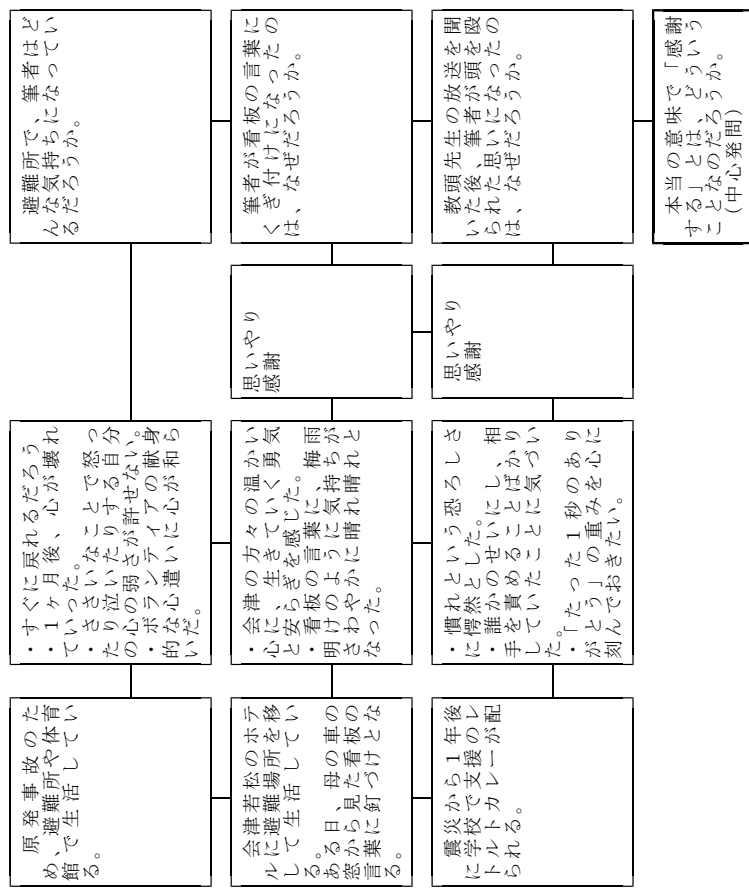 原発事故のた
め、避難所や体育
館で生活してい
る。
・すぐに戻れるだろう
・1ヶ月後、心が壊れ
ていった。
・ささいなことで怒っ
たり泣いたりする自分
の心の弱さが許せない。
・ボランティアの献身
的な心遣いに心が和ら
いだ。
避難所で、筆者はど
んな気持ちになってい
るだろうか。
会津若松のホテ
ルに避難場所を移
して生活してい
る。
ある日、母の車の
窓から見た看板の
言葉に釘づけとな
る。
・会津の方々の温かい
心に、生きていく勇気
と安らぎを感じた。
・看板の言葉に、梅雨
明けのように気持ちが
さわやかに晴れ晴れと
なった。
思いやり
感謝
筆者が看板の言葉に
くぎ付けになったの
は、なぜだろうか。
震災から1年後
に学校で支援のレ
トルトカレーが配
られる。
・慣れという恐ろしさ
に愕然とした。
・誰かのせいにし、相
手を責めることばかり
していたことに気づい
た。
・「たった1秒のあり
がとう」の重みを心に
刻んでおきたい。
思いやり
感謝
教頭先生の放送を聞
いた後、筆者が頭を殴
られた思いになったの
は、なぜだろうか。
本当の意味で「感謝
する」とは、どういう
ことなのだろうか。
(中心発問)